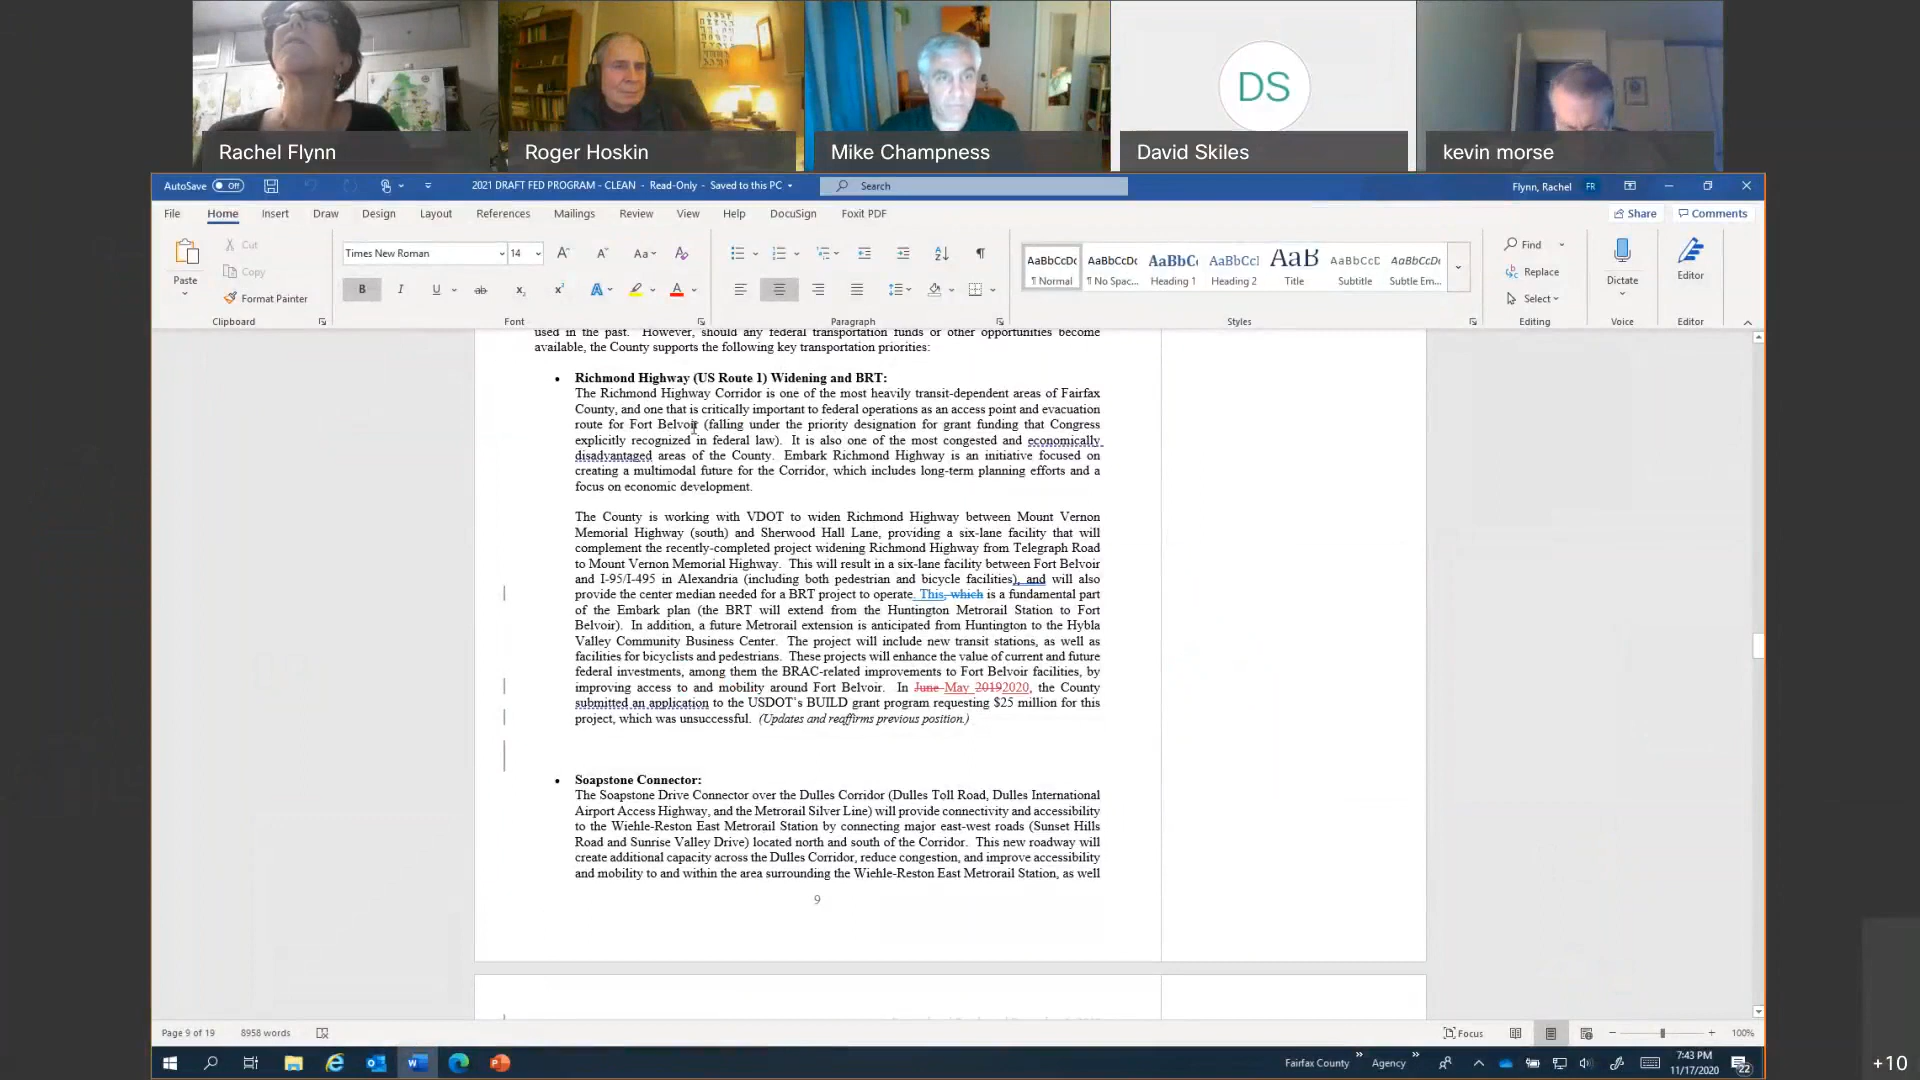 DS
Rachel Flynn
Roger Hoskin
Mike Champness
David Skiles
kevin morse
AutoSave Off
2021 DRAFT FED PROGRAM - CLEAN - Read-Only - Saved to this PC
Search
Flynn, Rachel FR
File Home Insert Draw Design Layout References Mailings Review View Help DocuSign Foxit PDF
Share Comments
Paste
Cut
Copy
Format Painter
Clipboard
Times New Roman 14
Font
Paragraph
AaBbCcDc AaBbCcDc AaBbCc AaBbCcI AaB AaBbCcD AaBbCcDc
¶ Normal ¶ No Spac... Heading 1 Heading 2 Title Subtitle Subtle Em...
Styles
Find
Replace
Select
Editing
Dictate
Voice
Editor
Editor
used in the past. However, should any federal transportation funds or other opportunities become
available, the County supports the following key transportation priorities:
• Richmond Highway (US Route 1) Widening and BRT:
The Richmond Highway Corridor is one of the most heavily transit-dependent areas of Fairfax
County, and one that is critically important to federal operations as an access point and evacuation
route for Fort Belvoir (falling under the priority designation for grant funding that Congress
explicitly recognized in federal law). It is also one of the most congested and economically
disadvantaged areas of the County. Embark Richmond Highway is an initiative focused on
creating a multimodal future for the Corridor, which includes long-term planning efforts and a
focus on economic development.
The County is working with VDOT to widen Richmond Highway between Mount Vernon
Memorial Highway (south) and Sherwood Hall Lane, providing a six-lane facility that will
complement the recently-completed project widening Richmond Highway from Telegraph Road
to Mount Vernon Memorial Highway. This will result in a six-lane facility between Fort Belvoir
and I-95/I-495 in Alexandria (including both pedestrian and bicycle facilities), and will also
provide the center median needed for a BRT project to operate. This, which is a fundamental part
of the Embark plan (the BRT will extend from the Huntington Metrorail Station to Fort
Belvoir). In addition, a future Metrorail extension is anticipated from Huntington to the Hybla
Valley Community Business Center. The project will include new transit stations, as well as
facilities for bicyclists and pedestrians. These projects will enhance the value of current and future
federal investments, among them the BRAC-related improvements to Fort Belvoir facilities, by
improving access to and mobility around Fort Belvoir. In June May 20192020, the County
submitted an application to the USDOT's BUILD grant program requesting $25 million for this
project, which was unsuccessful. (Updates and reaffirms previous position.)
• Soapstone Connector:
The Soapstone Drive Connector over the Dulles Corridor (Dulles Toll Road, Dulles International
Airport Access Highway, and the Metrorail Silver Line) will provide connectivity and accessibility
to the Wiehle-Reston East Metrorail Station by connecting major east-west roads (Sunset Hills
Road and Sunrise Valley Drive) located north and south of the Corridor. This new roadway will
create additional capacity across the Dulles Corridor, reduce congestion, and improve accessibility
and mobility to and within the area surrounding the Wiehle-Reston East Metrorail Station, as well
9
Page 9 of 19 8958 words
Focus
100%
Fairfax County Agency
7:43 PM
11/17/2020
22
+10